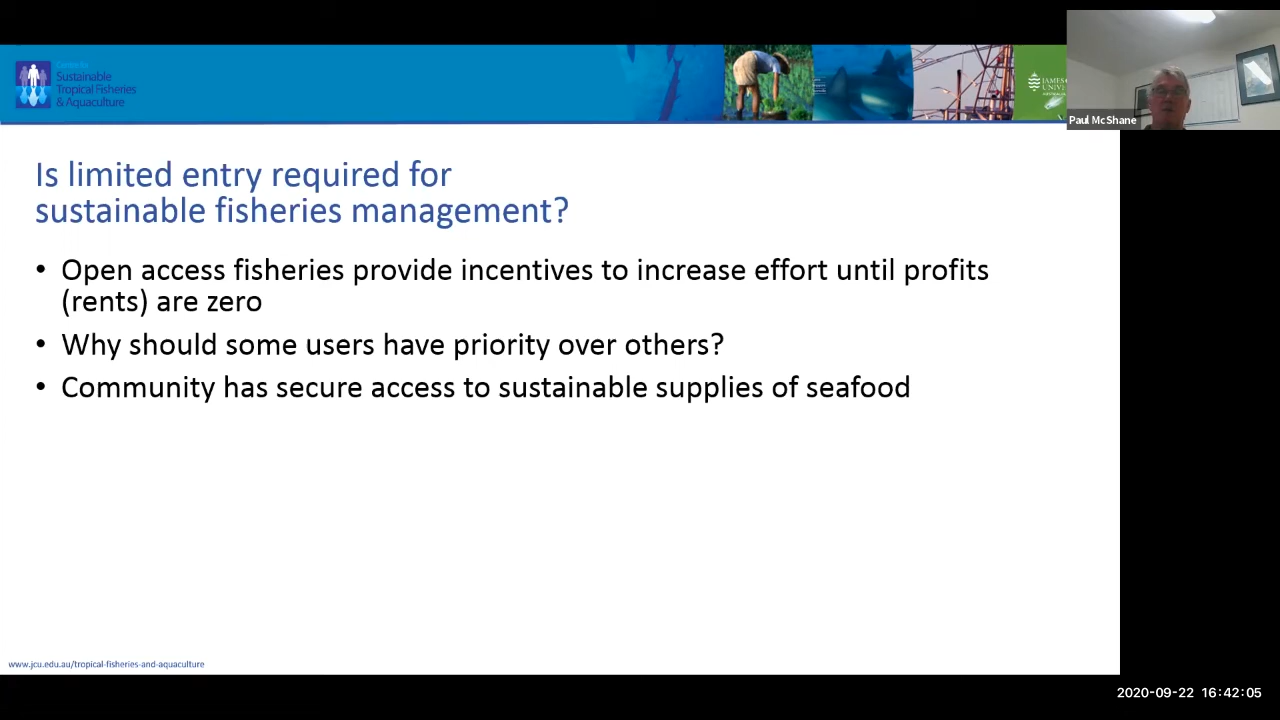 Centre for
Sustainable
Tropical Fisheries
& Aquaculture
Paul McShane
Is limited entry required for
sustainable fisheries management?
• Open access fisheries provide incentives to increase effort until profits
(rents) are zero
• Why should some users have priority over others?
• Community has secure access to sustainable supplies of seafood
www.jcu.edu.au/tropical-fisheries-and-aquaculture
2020-09-22 16:42:05